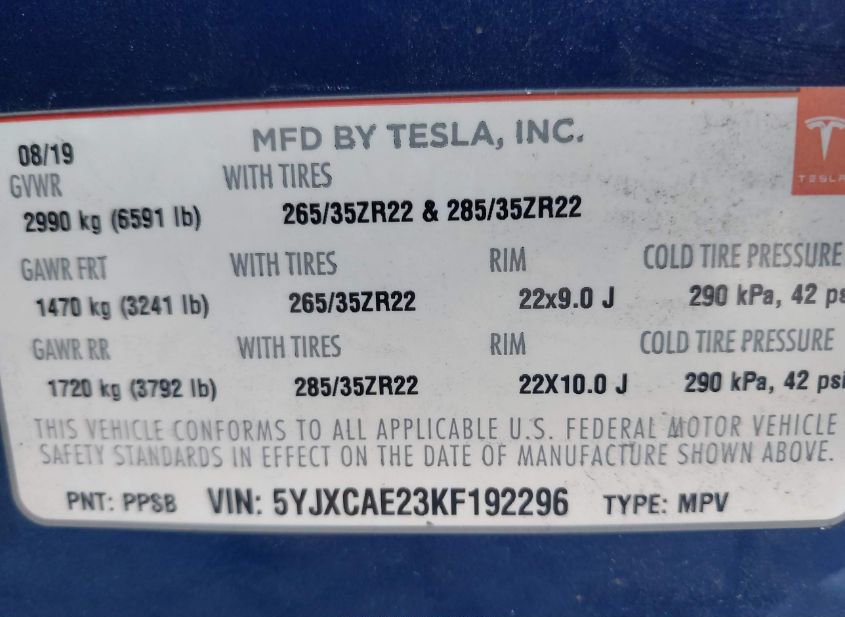 MFD BY TESLA, INC.
TESLA
08/19
GVWR WITH TIRES
2990 kg (6591 lb) 265/35ZR22 & 285/35ZR22
GAWR FRT WITH TIRES RIM COLD TIRE PRESSURE
1470 kg (3241 lb) 265/35ZR22 22x9.0 J 290 kPa, 42 ps
GAWR RR WITH TIRES RIM COLD TIRE PRESSURE
1720 kg (3792 lb) 285/35ZR22 22X10.0 J 290 kPa, 42 psi
THIS VEHICLE CONFORMS TO ALL APPLICABLE U.S. FEDERAL MOTOR VEHICLE
SAFETY STANDARDS IN EFFECT ON THE DATE OF MANUFACTURE SHOWN ABOVE.
PNT: PPSB VIN: 5YJXCAE23KF192296 TYPE: MPV